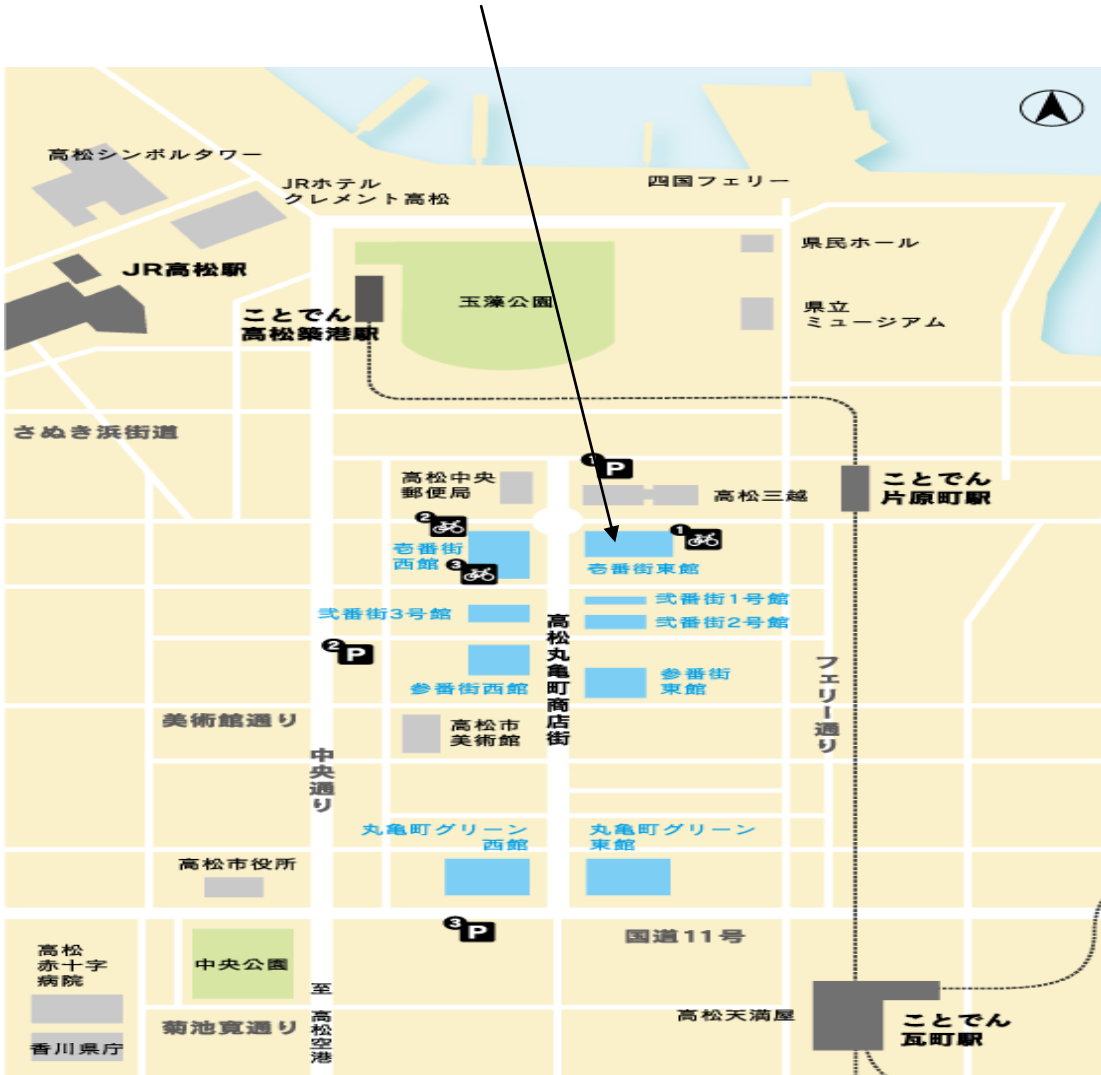 高松シンボルタワー
JRホテル
クレメント高松
四国フェリー
県民ホール
JR高松駅
玉藻公園
県立
ミュージアム
ことでん
高松築港駅
さぬき浜街道
高松中央
郵便局
1 P
高松三越
ことでん
片原町駅
2
壱番街
西館
3
1
壱番街東館
弐番街3号館
弐番街1号館
弐番街2号館
高松丸亀町商店街
2 P
参番街西館
参番街
東館
フェリー通り
美術館通り
高松市
美術館
中央通り
丸亀町グリーン
西館
丸亀町グリーン
東館
高松市役所
3 P
国道11号
高松
赤十字
病院
中央公園
至 高松空港
高松天満屋
ことでん
瓦町駅
菊池寛通り
香川県庁